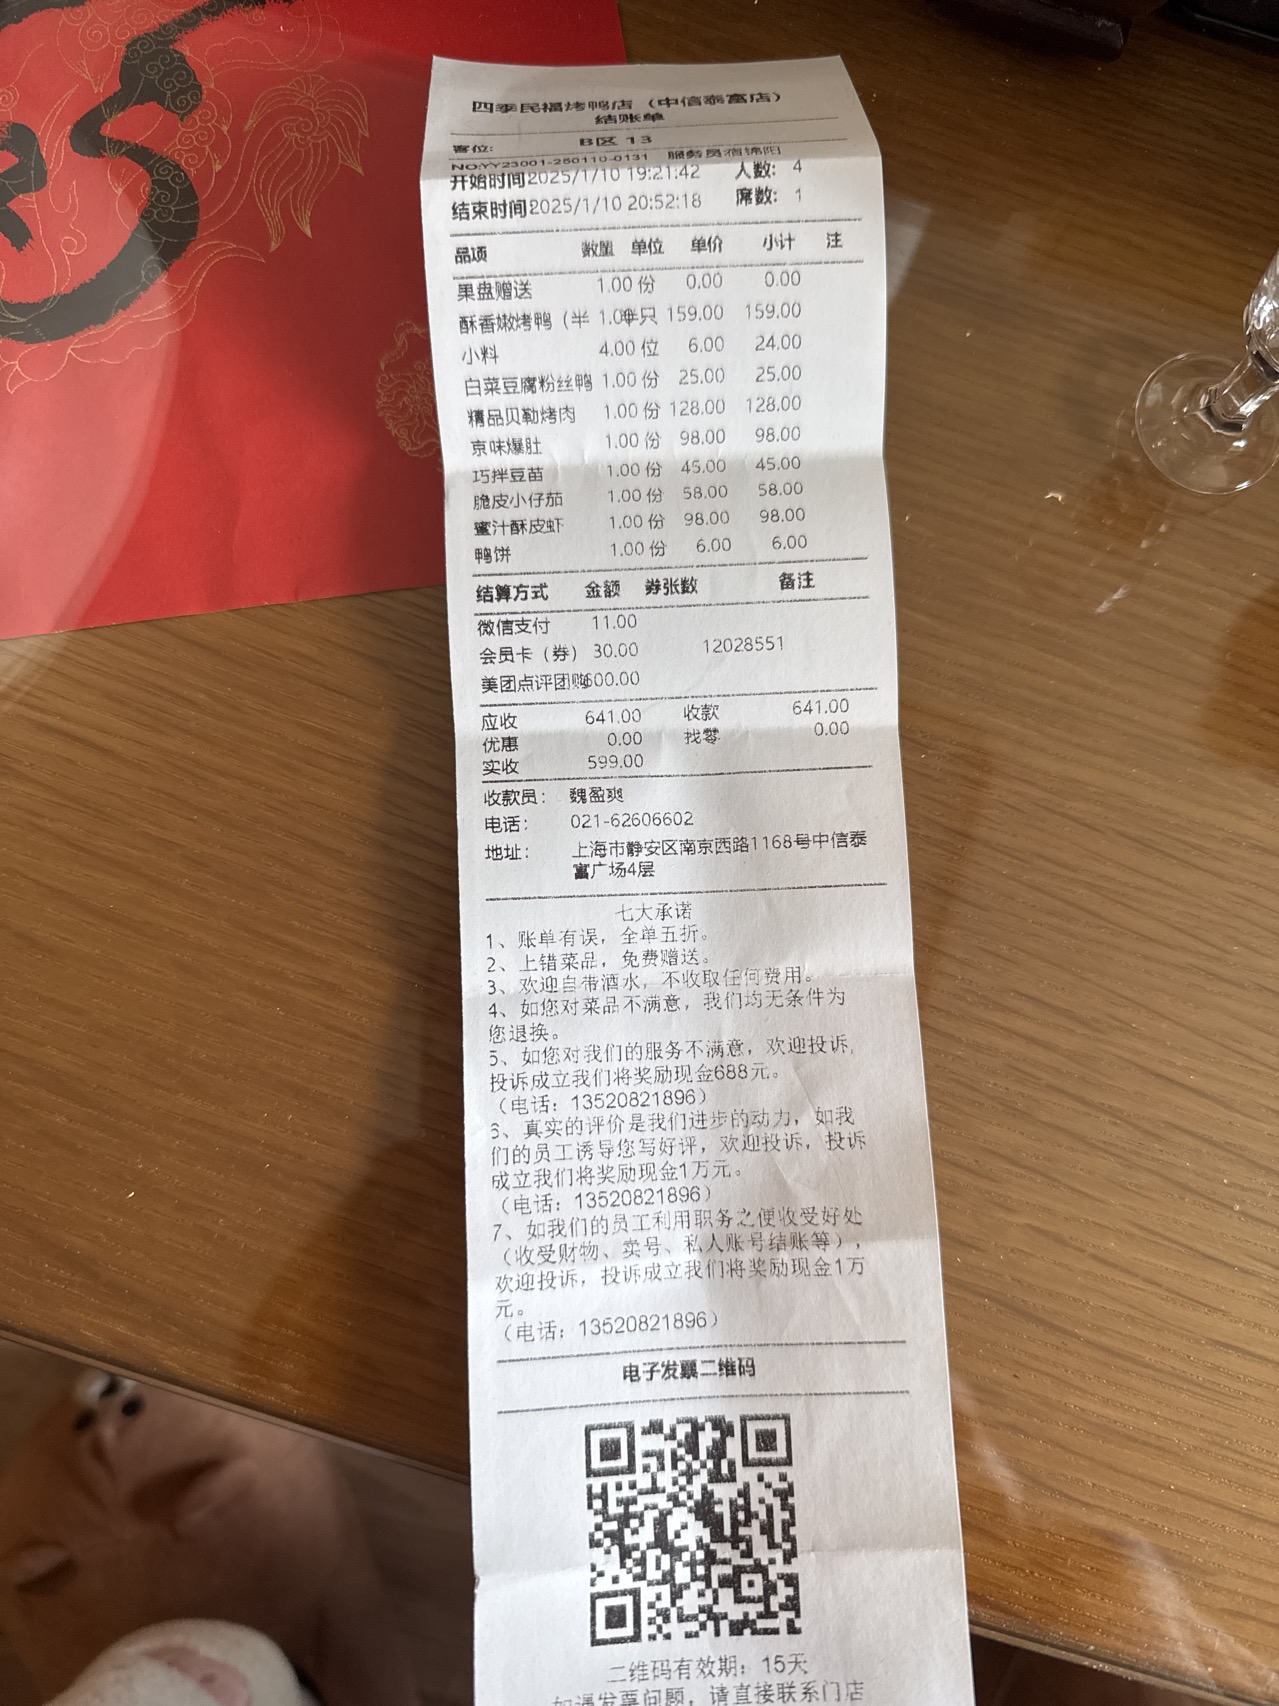 四季民福烤鸭店（中信泰富店）
结账单
客位: B区 13
NO:YY23001-250110-0131 服务员:宿锦阳
开始时间2025/1/10 19:21:42 人数: 4
结束时间2025/1/10 20:52:18 席数: 1
品项 数量 单位 单价 小计 注
果盘赠送 1.00 份 0.00 0.00
酥香嫩烤鸭（半 1.00半只 159.00 159.00
小料 4.00 位 6.00 24.00
白菜豆腐粉丝鸭 1.00 份 25.00 25.00
精品贝勒烤肉 1.00 份 128.00 128.00
京味爆肚 1.00 份 98.00 98.00
巧拌豆苗 1.00 份 45.00 45.00
脆皮小仔茄 1.00 份 58.00 58.00
蜜汁酥皮虾 1.00 份 98.00 98.00
鸭饼 1.00 份 6.00 6.00
结算方式 金额 券张数 备注
微信支付 11.00
会员卡（券） 30.00 12028551
美团点评团购600.00
应收 641.00 收款 641.00
优惠 0.00 找零 0.00
实收 599.00
收款员: 魏盈爽
电话: 021-62606602
地址: 上海市静安区南京西路1168号中信泰
富广场4层
七大承诺
1、账单有误，全单五折。
2、上错菜品，免费赠送。
3、欢迎自带酒水，不收取任何费用。
4、如您对菜品不满意，我们均无条件为
您退换。
5、如您对我们的服务不满意，欢迎投诉,
投诉成立我们将奖励现金688元。
（电话：13520821896）
6、真实的评价是我们进步的动力，如我
们的员工诱导您写好评，欢迎投诉，投诉
成立我们将奖励现金1万元。
（电话：13520821896）
7、如我们的员工利用职务之便收受好处
（收受财物、卖号、私人账号结账等），
欢迎投诉，投诉成立我们将奖励现金1万
元。
（电话：13520821896）
电子发票二维码
二维码有效期：15天
如遇发票问题，请直接联系门店